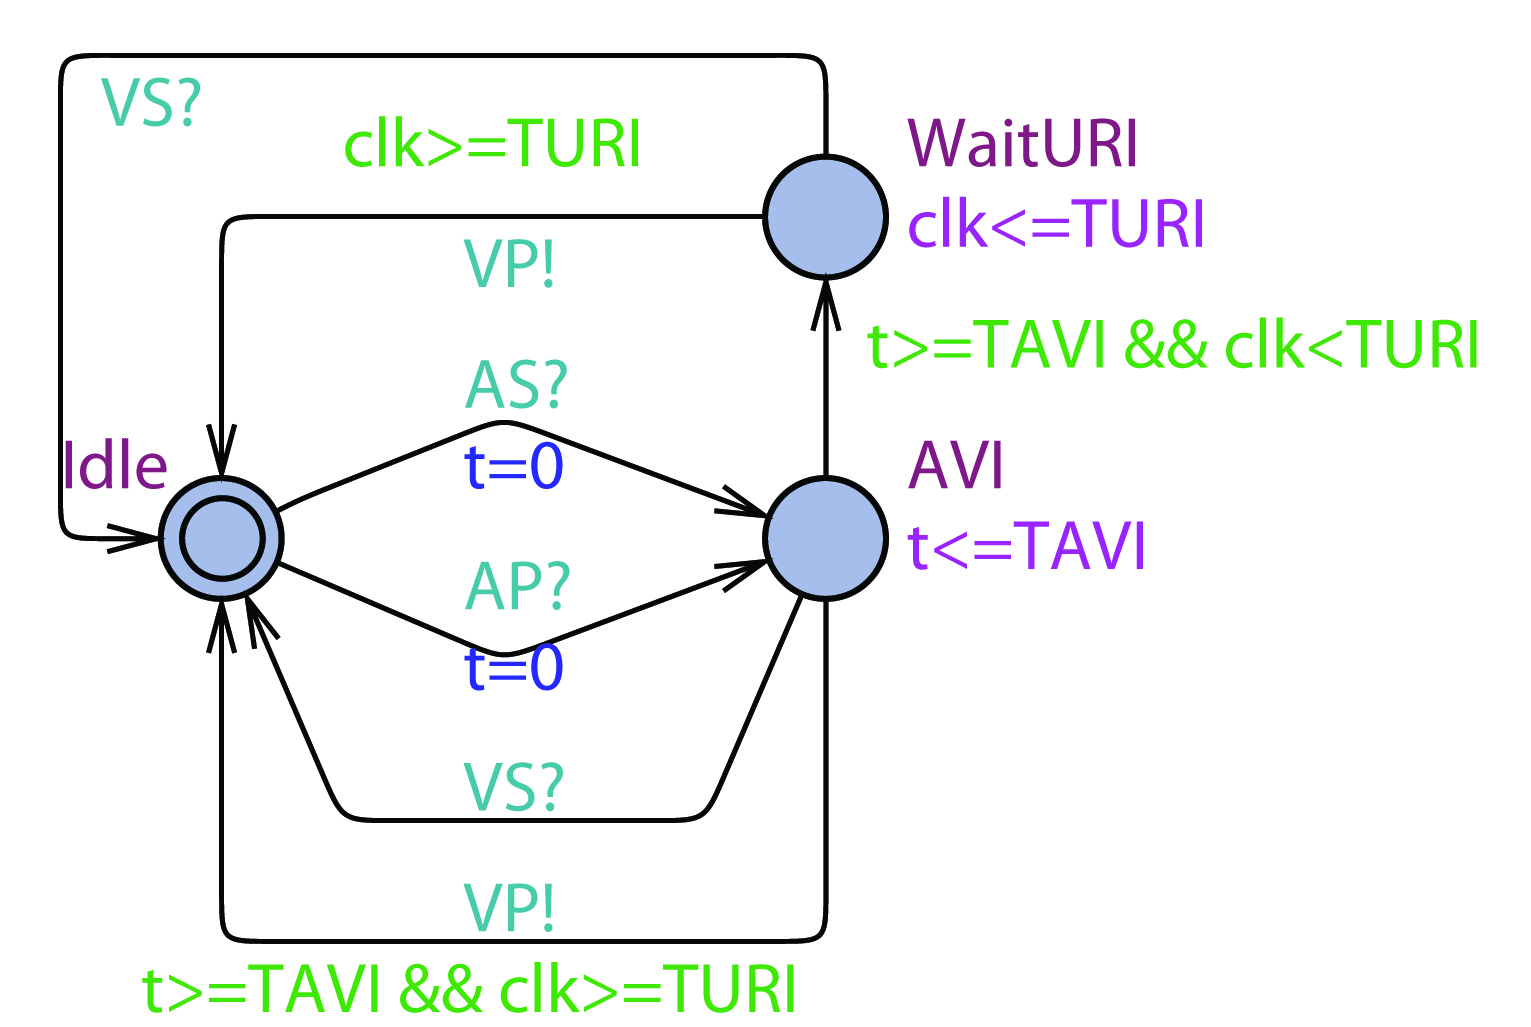 VS?
clk>=TURI
WaitURI
clk<=TURI
VP!
t>=TAVI && clk<TURI
AS?
t=0
Idle
AVI
t<=TAVI
AP?
t=0
VS?
VP!
t>=TAVI && clk>=TURI